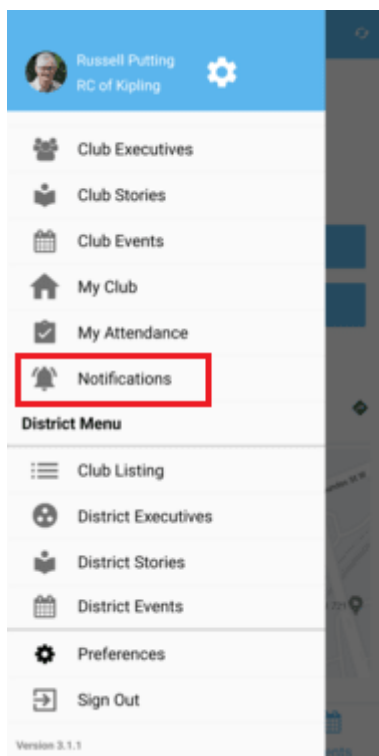 Russell Putting
RC of Kipling
Club Executives
Club Stories
Club Events
My Club
My Attendance
Notifications
District Menu
Club Listing
District Executives
District Stories
District Events
Preferences
Sign Out
Version 3.1.1